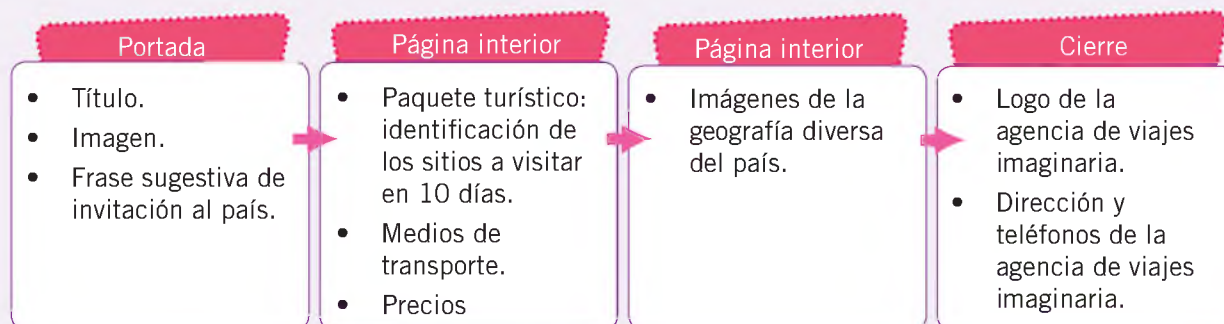 Portada
• Título.
• Imagen.
• Frase sugestiva de
invitación al país.
Página interior
• Paquete turístico:
identificación de
los sitios a visitar
en 10 días.
• Medios de
transporte.
• Precios
Página interior
• Imágenes de la
geografía diversa
del país.
Cierre
• Logo de la
agencia de viajes
imaginaria.
• Dirección y
teléfonos de la
agencia de viajes
imaginaria.